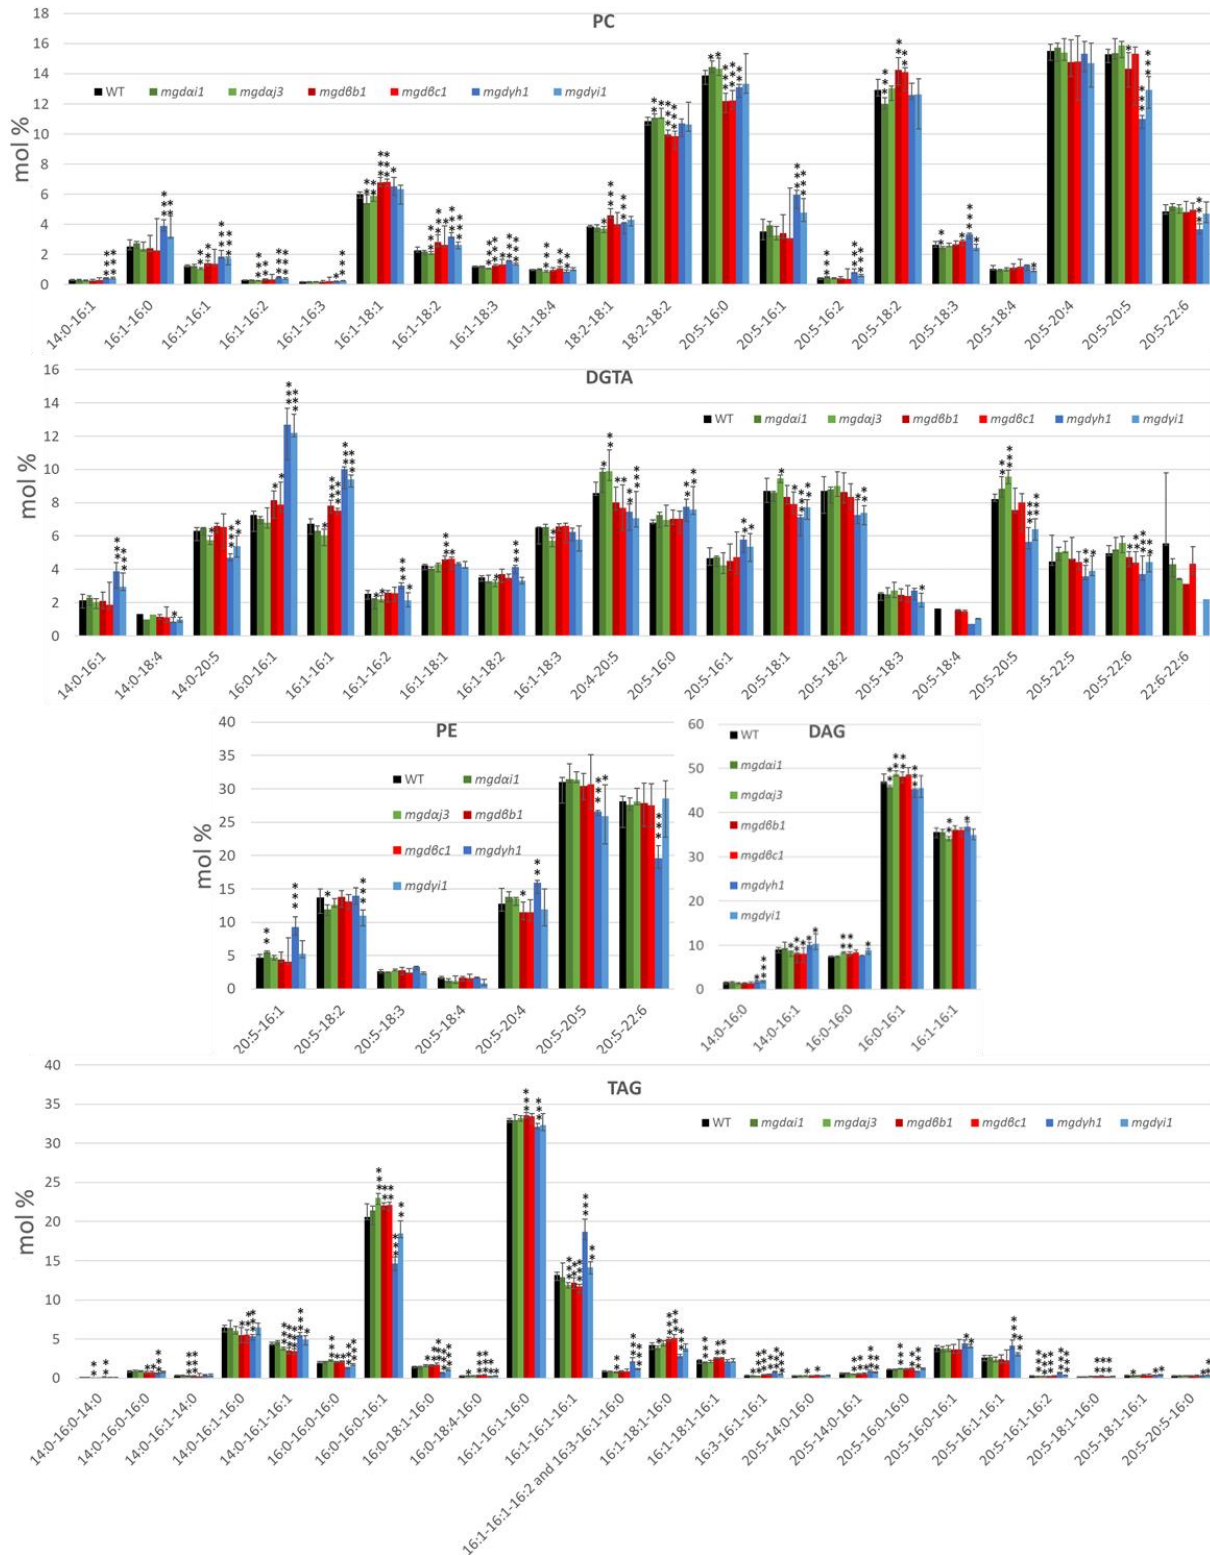 PC
18
16
14
12
10
8
6
4
2
0
mol %
WT mgdαi1 mgdαj3 mgdβb1 mgdβc1 mgdγh1 mgdγi1
14:0-16:1 16:1-16:0 16:1-16:1 16:1-16:2 16:1-16:3 16:1-18:1 16:1-18:2 16:1-18:3 16:1-18:4 18:2-18:1 18:2-18:2 20:5-16:0 20:5-16:1 20:5-16:2 20:5-18:2 20:5-18:3 20:5-18:4 20:5-20:4 20:5-20:5 20:5-22:6
DGTA
16
14
12
10
8
6
4
2
0
WT mgdαi1 mgdαj3 mgdβb1 mgdβc1 mgdγh1 mgdγi1
14:0-16:1 14:0-18:4 14:0-20:5 16:0-16:1 16:1-16:1 16:1-16:2 16:1-18:1 16:1-18:2 16:1-18:3 20:4-20:5 20:5-16:0 20:5-16:1 20:5-18:1 20:5-18:2 20:5-18:3 20:5-18:4 20:5-20:5 20:5-22:5 20:5-22:6 22:6-22:6
PE
40
35
30
25
20
15
10
5
0
mol %
WT mgdαi1
mgdαj3 mgdβb1
mgdβc1 mgdγh1
mgdγi1
20:5-16:1 20:5-18:2 20:5-18:3 20:5-18:4 20:5-20:4 20:5-20:5 20:5-22:6
DAG
60
50
40
30
20
10
0
WT
mgdαi1
mgdαj3
mgdβb1
mgdβc1
mgdγh1
mgdγi1
14:0-16:0 14:0-16:1 16:0-16:0 16:0-16:1 16:1-16:1
TAG
40
35
30
25
20
15
10
5
0
mol %
WT mgdαi1 mgdαj3 mgdβb1 mgdβc1 mgdγh1 mgdγi1
14:0-16:0-14:0 14:0-16:0-16:0 14:0-16:1-14:0 14:0-16:1-16:0 14:0-16:1-16:1 16:0-16:0-16:0 16:0-16:0-16:1 16:0-18:1-16:0 16:0-18:4-16:0 16:1-16:1-16:0 16:1-16:1-16:1 16:1-16:1-16:2 and 16:3-16:1-16:0 16:1-18:1-16:0 16:1-18:1-16:1 16:3-16:1-16:1 20:5-14:0-16:0 20:5-14:0-16:1 20:5-16:0-16:0 20:5-16:0-16:1 20:5-16:1-16:1 20:5-16:1-16:2 20:5-18:1-16:0 20:5-18:1-16:1 20:5-20:5-16:0